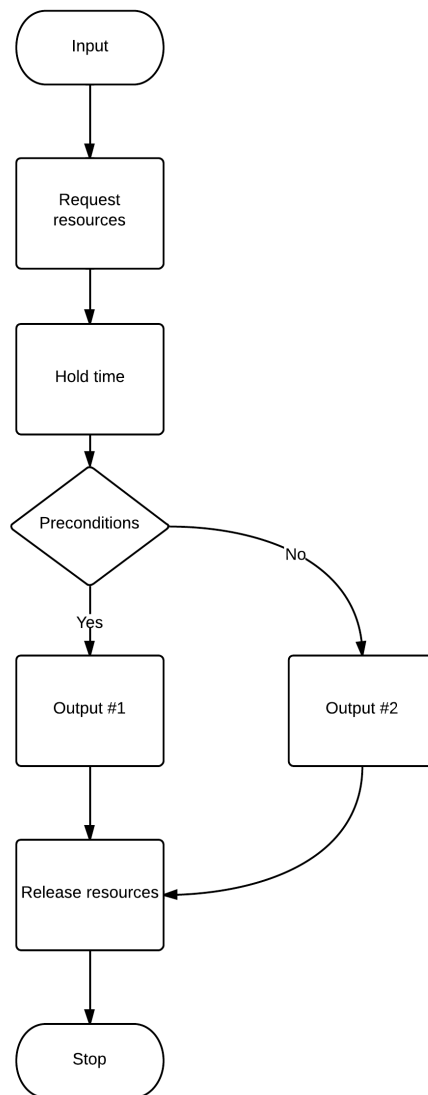 Input
Request
resources
Hold time
Preconditions
No
Yes
Output #1
Output #2
Release resources
Stop